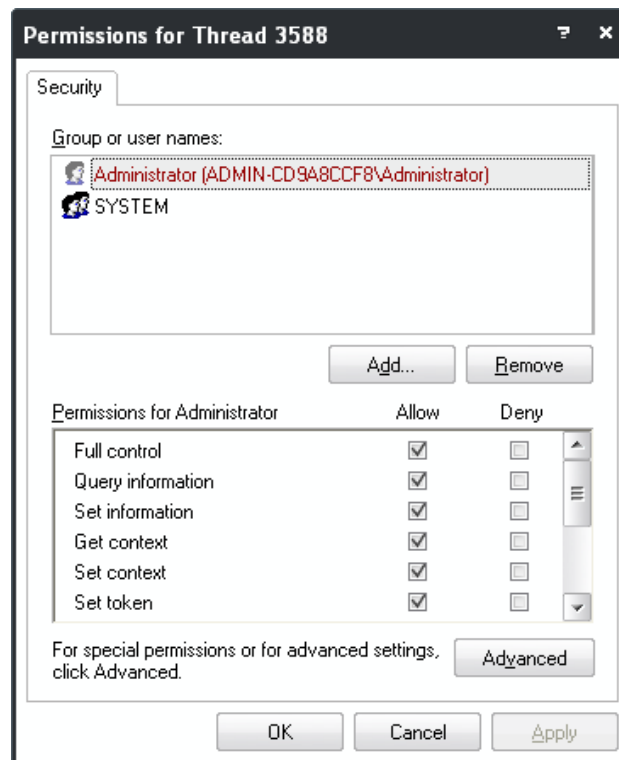 Permissions for Thread 3588
Security
Group or user names:
Administrator (ADMIN-CD9A8CCF8\Administrator)
SYSTEM
Add... Remove
Permissions for Administrator Allow Deny
Full control
Query information
Set information
Get context
Set context
Set token
For special permissions or for advanced settings,
click Advanced.
Advanced
OK Cancel Apply